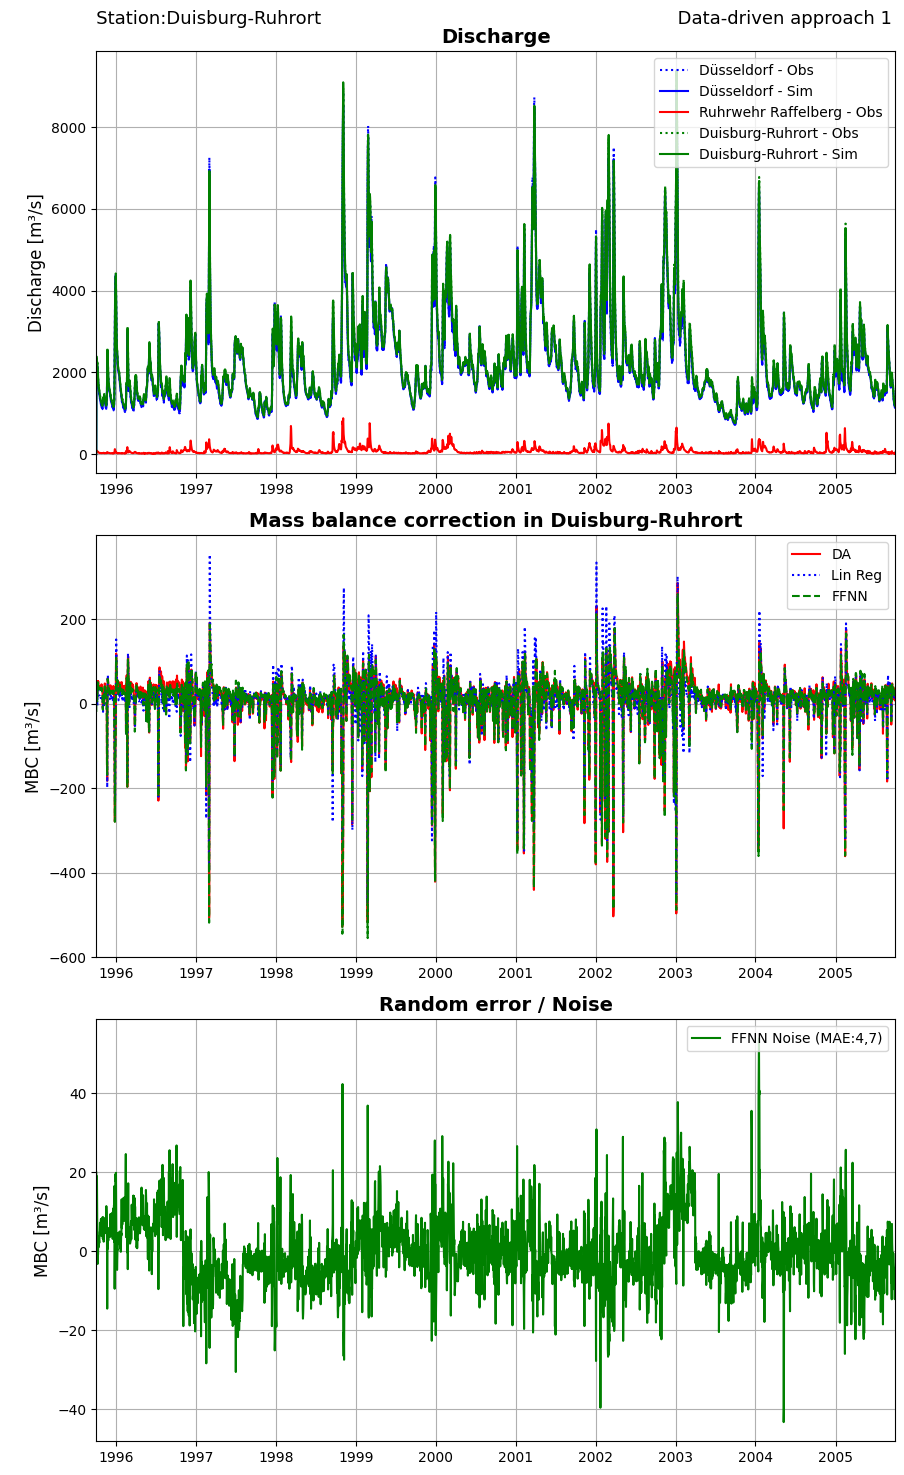 Station:Duisburg-Ruhrort Data-driven approach 1
Discharge
Düsseldorf - Obs
Düsseldorf - Sim
Ruhrwehr Raffelberg - Obs
Duisburg-Ruhrort - Obs
Duisburg-Ruhrort - Sim
Discharge [m³/s]
8000
6000
4000
2000
0
1996 1997 1998 1999 2000 2001 2002 2003 2004 2005
Mass balance correction in Duisburg-Ruhrort
DA
Lin Reg
FFNN
MBC [m³/s]
200
0
−200
−400
−600
1996 1997 1998 1999 2000 2001 2002 2003 2004 2005
Random error / Noise
FFNN Noise (MAE:4,7)
MBC [m³/s]
40
20
0
−20
−40
1996 1997 1998 1999 2000 2001 2002 2003 2004 2005